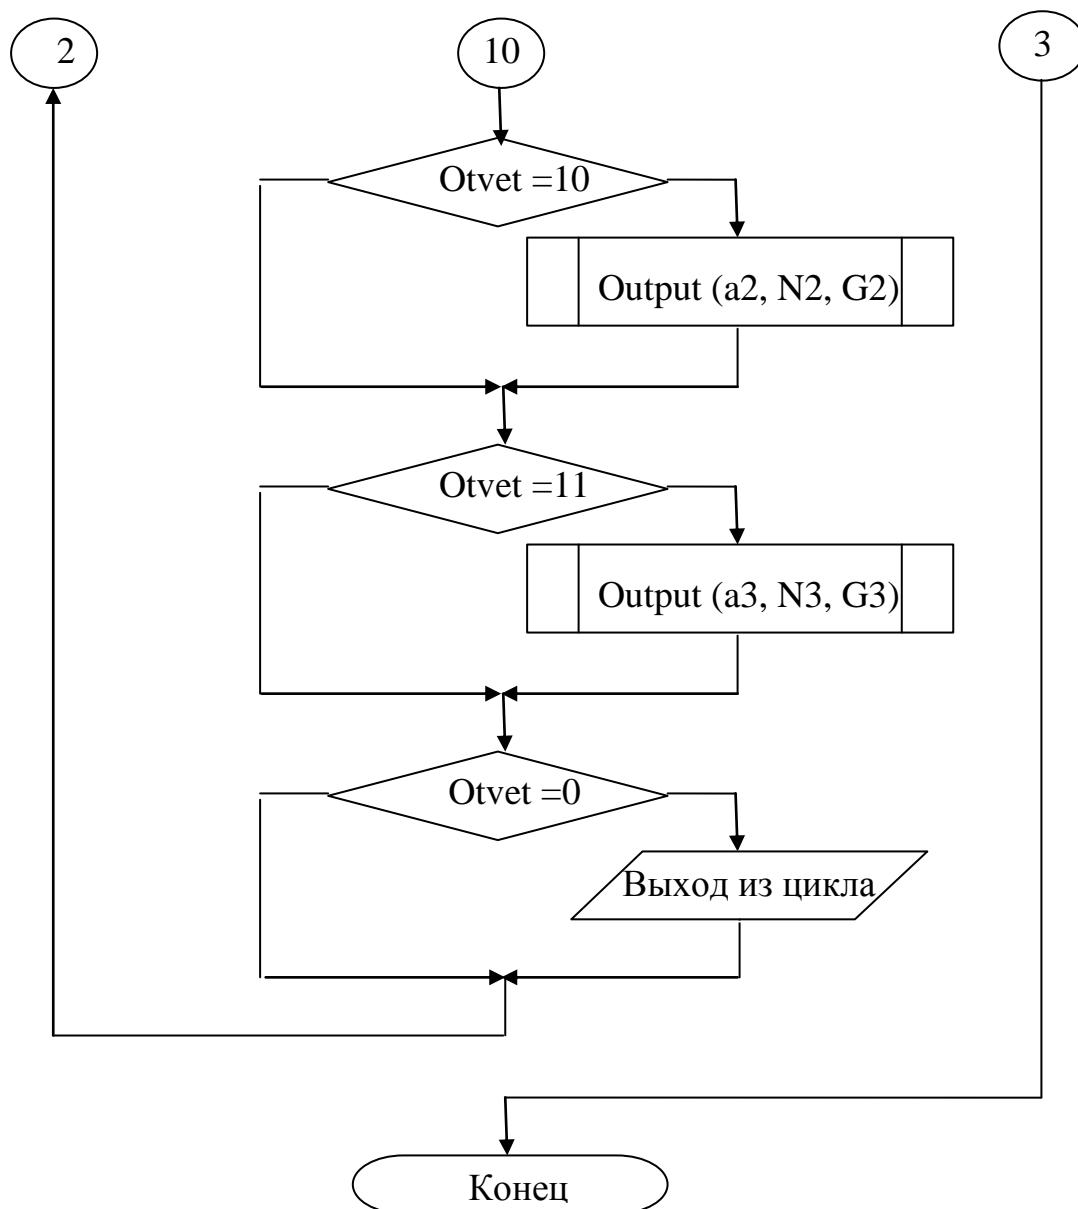 2
10
3
Otvet =10
Output (a2, N2, G2)
Otvet =11
Output (a3, N3, G3)
Otvet =0
Выход из цикла
Конец